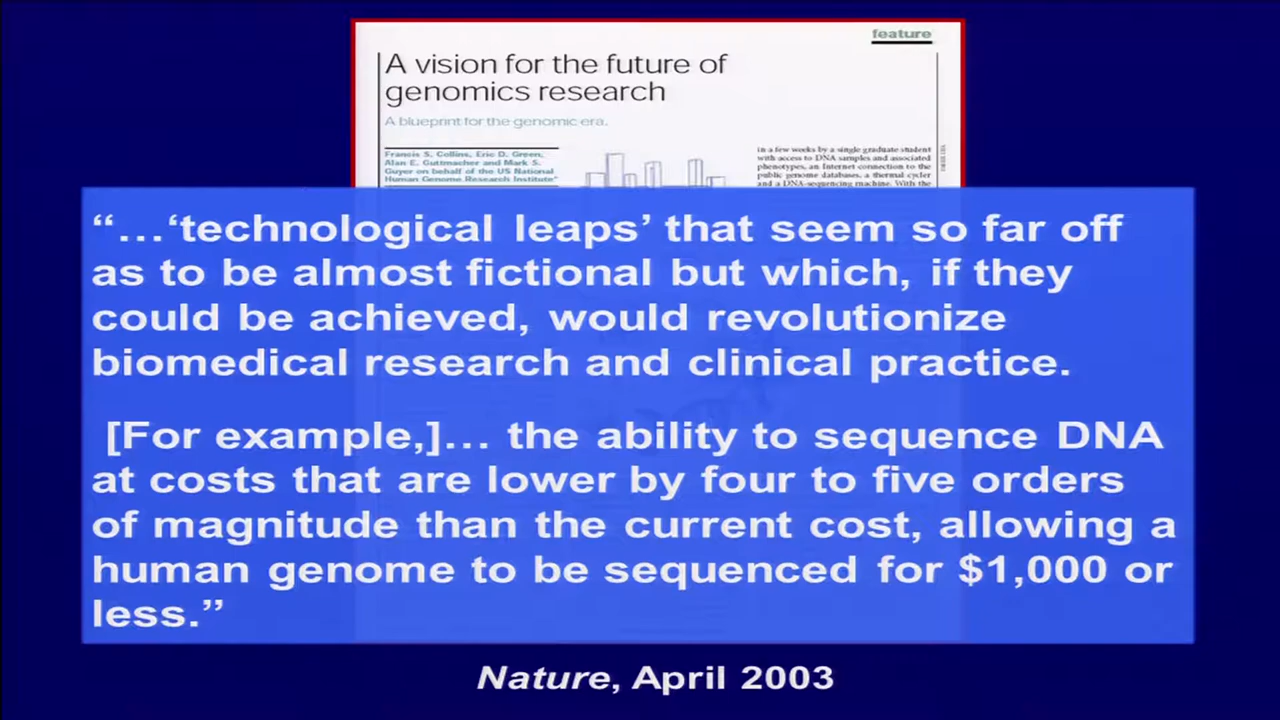 feature
A vision for the future of
genomics research
A blueprint for the genomic era.
Francis S. Collins, Eric D. Green,
Alan E. Guttmacher and Mark S.
Guyer on behalf of the US National
Human Genome Research Institute*
in a few weeks by a single graduate student
with access to DNA samples and associated
phenotypes, an Internet connection to the
public genome databases, a thermal cycler
and a DNA-sequencing machine. With the
“…‘technological leaps’ that seem so far off
as to be almost fictional but which, if they
could be achieved, would revolutionize
biomedical research and clinical practice.
[For example,]… the ability to sequence DNA
at costs that are lower by four to five orders
of magnitude than the current cost, allowing a
human genome to be sequenced for $1,000 or
less.”
Nature, April 2003